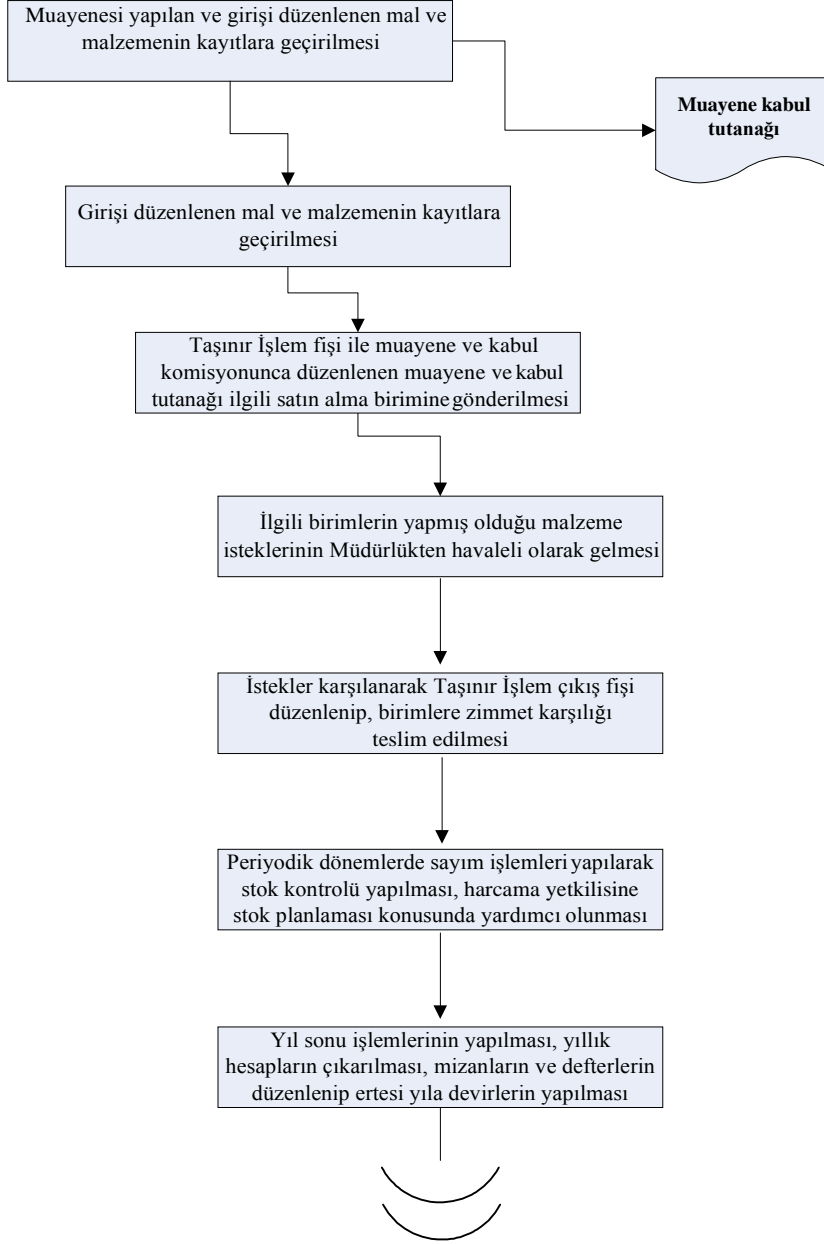 Muayenesi yapılan ve girişi düzenlenen mal ve
malzemenin kayıtlara geçirilmesi
Muayene kabul
tutanağı
Girişi düzenlenen mal ve malzemenin kayıtlara
geçirilmesi
Taşınır İşlem fişi ile muayene ve kabul
komisyonunca düzenlenen muayene ve kabul
tutanağı ilgili satın alma birimine gönderilmesi
İlgili birimlerin yapmış olduğu malzeme
isteklerinin Müdürlükten havaleli olarak gelmesi
İstekler karşılanarak Taşınır İşlem çıkış fişi
düzenlenip, birimlere zimmet karşılığı
teslim edilmesi
Periyodik dönemlerde sayım işlemleri yapılarak
stok kontrolü yapılması, harcama yetkilisine
stok planlaması konusunda yardımcı olunması
Yıl sonu işlemlerinin yapılması, yıllık
hesapların çıkarılması, mizanların ve defterlerin
düzenlenip ertesi yıla devirlerin yapılması